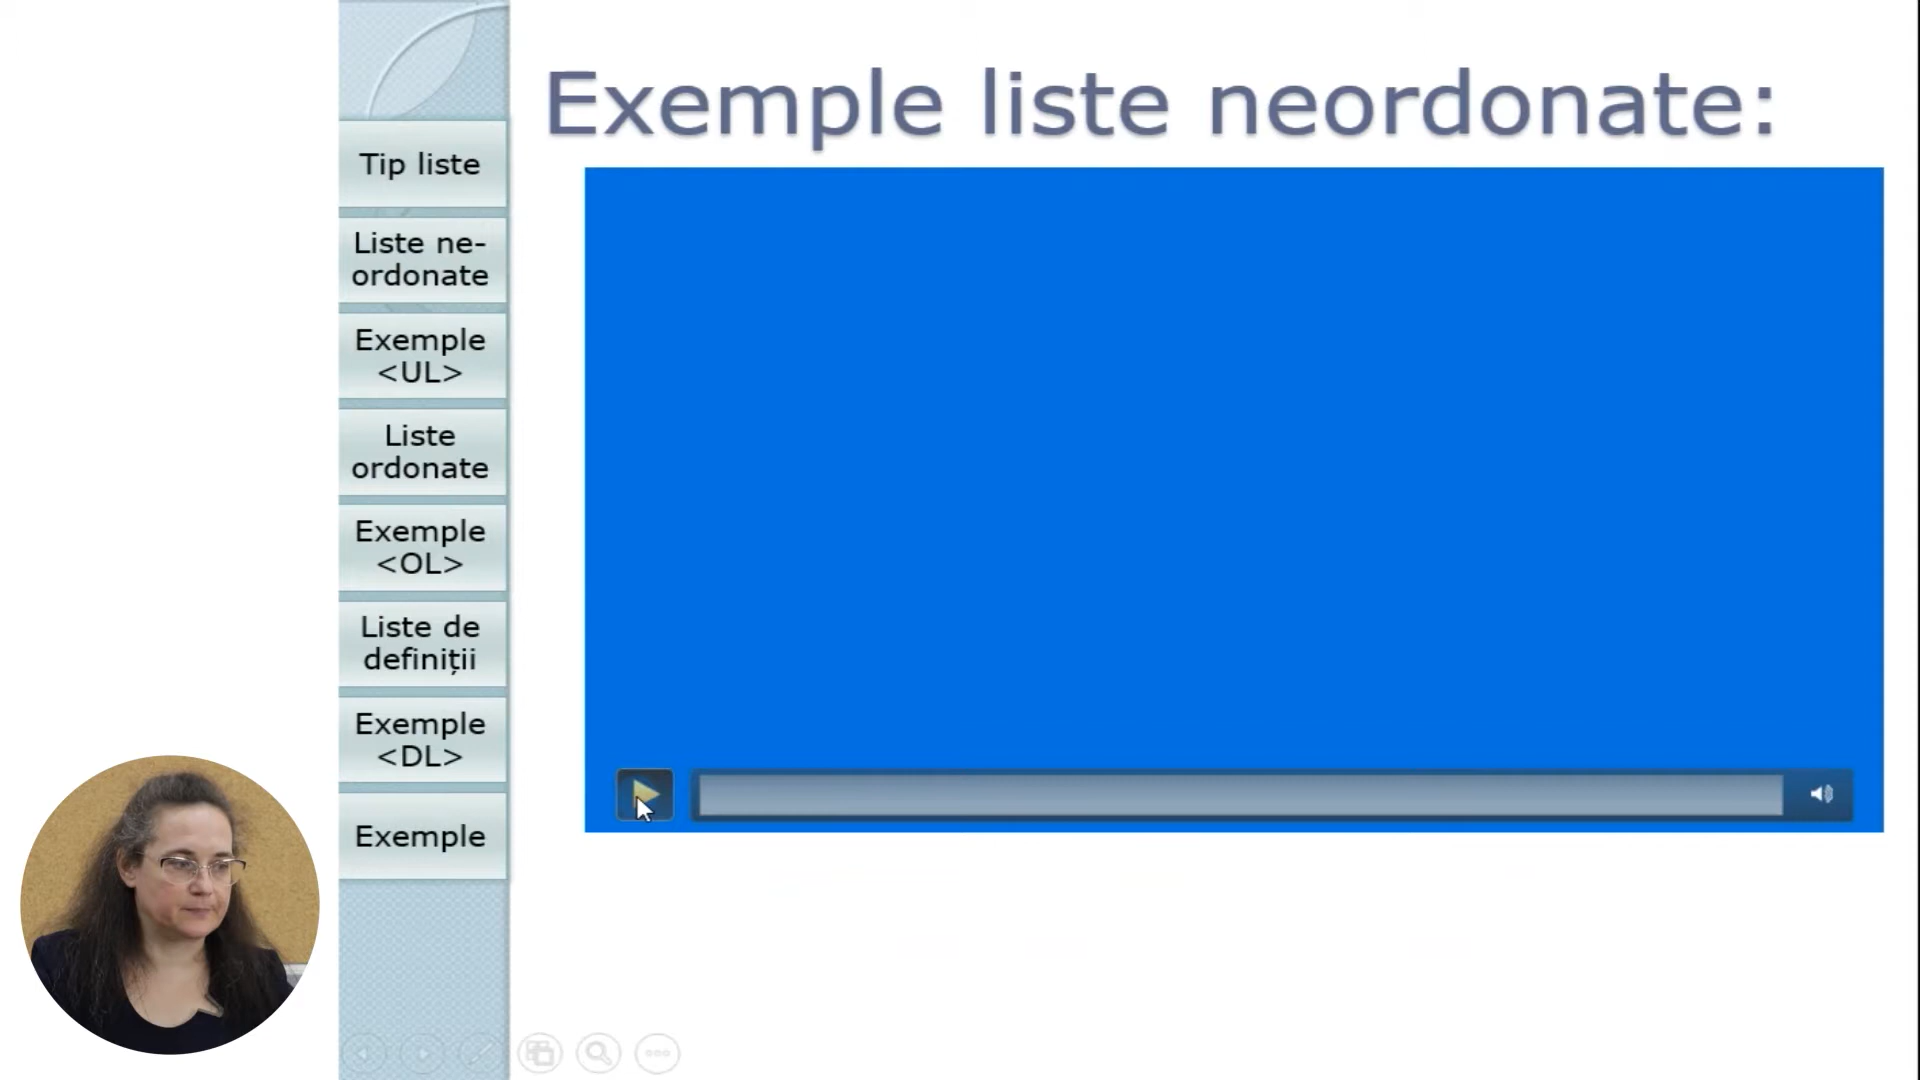 Exemple liste neordonate:
Tip liste
Liste ne-
ordonate
Exemple
<UL>
Liste
ordonate
Exemple
<OL>
Liste de
definiții
Exemple
<DL>
Exemple